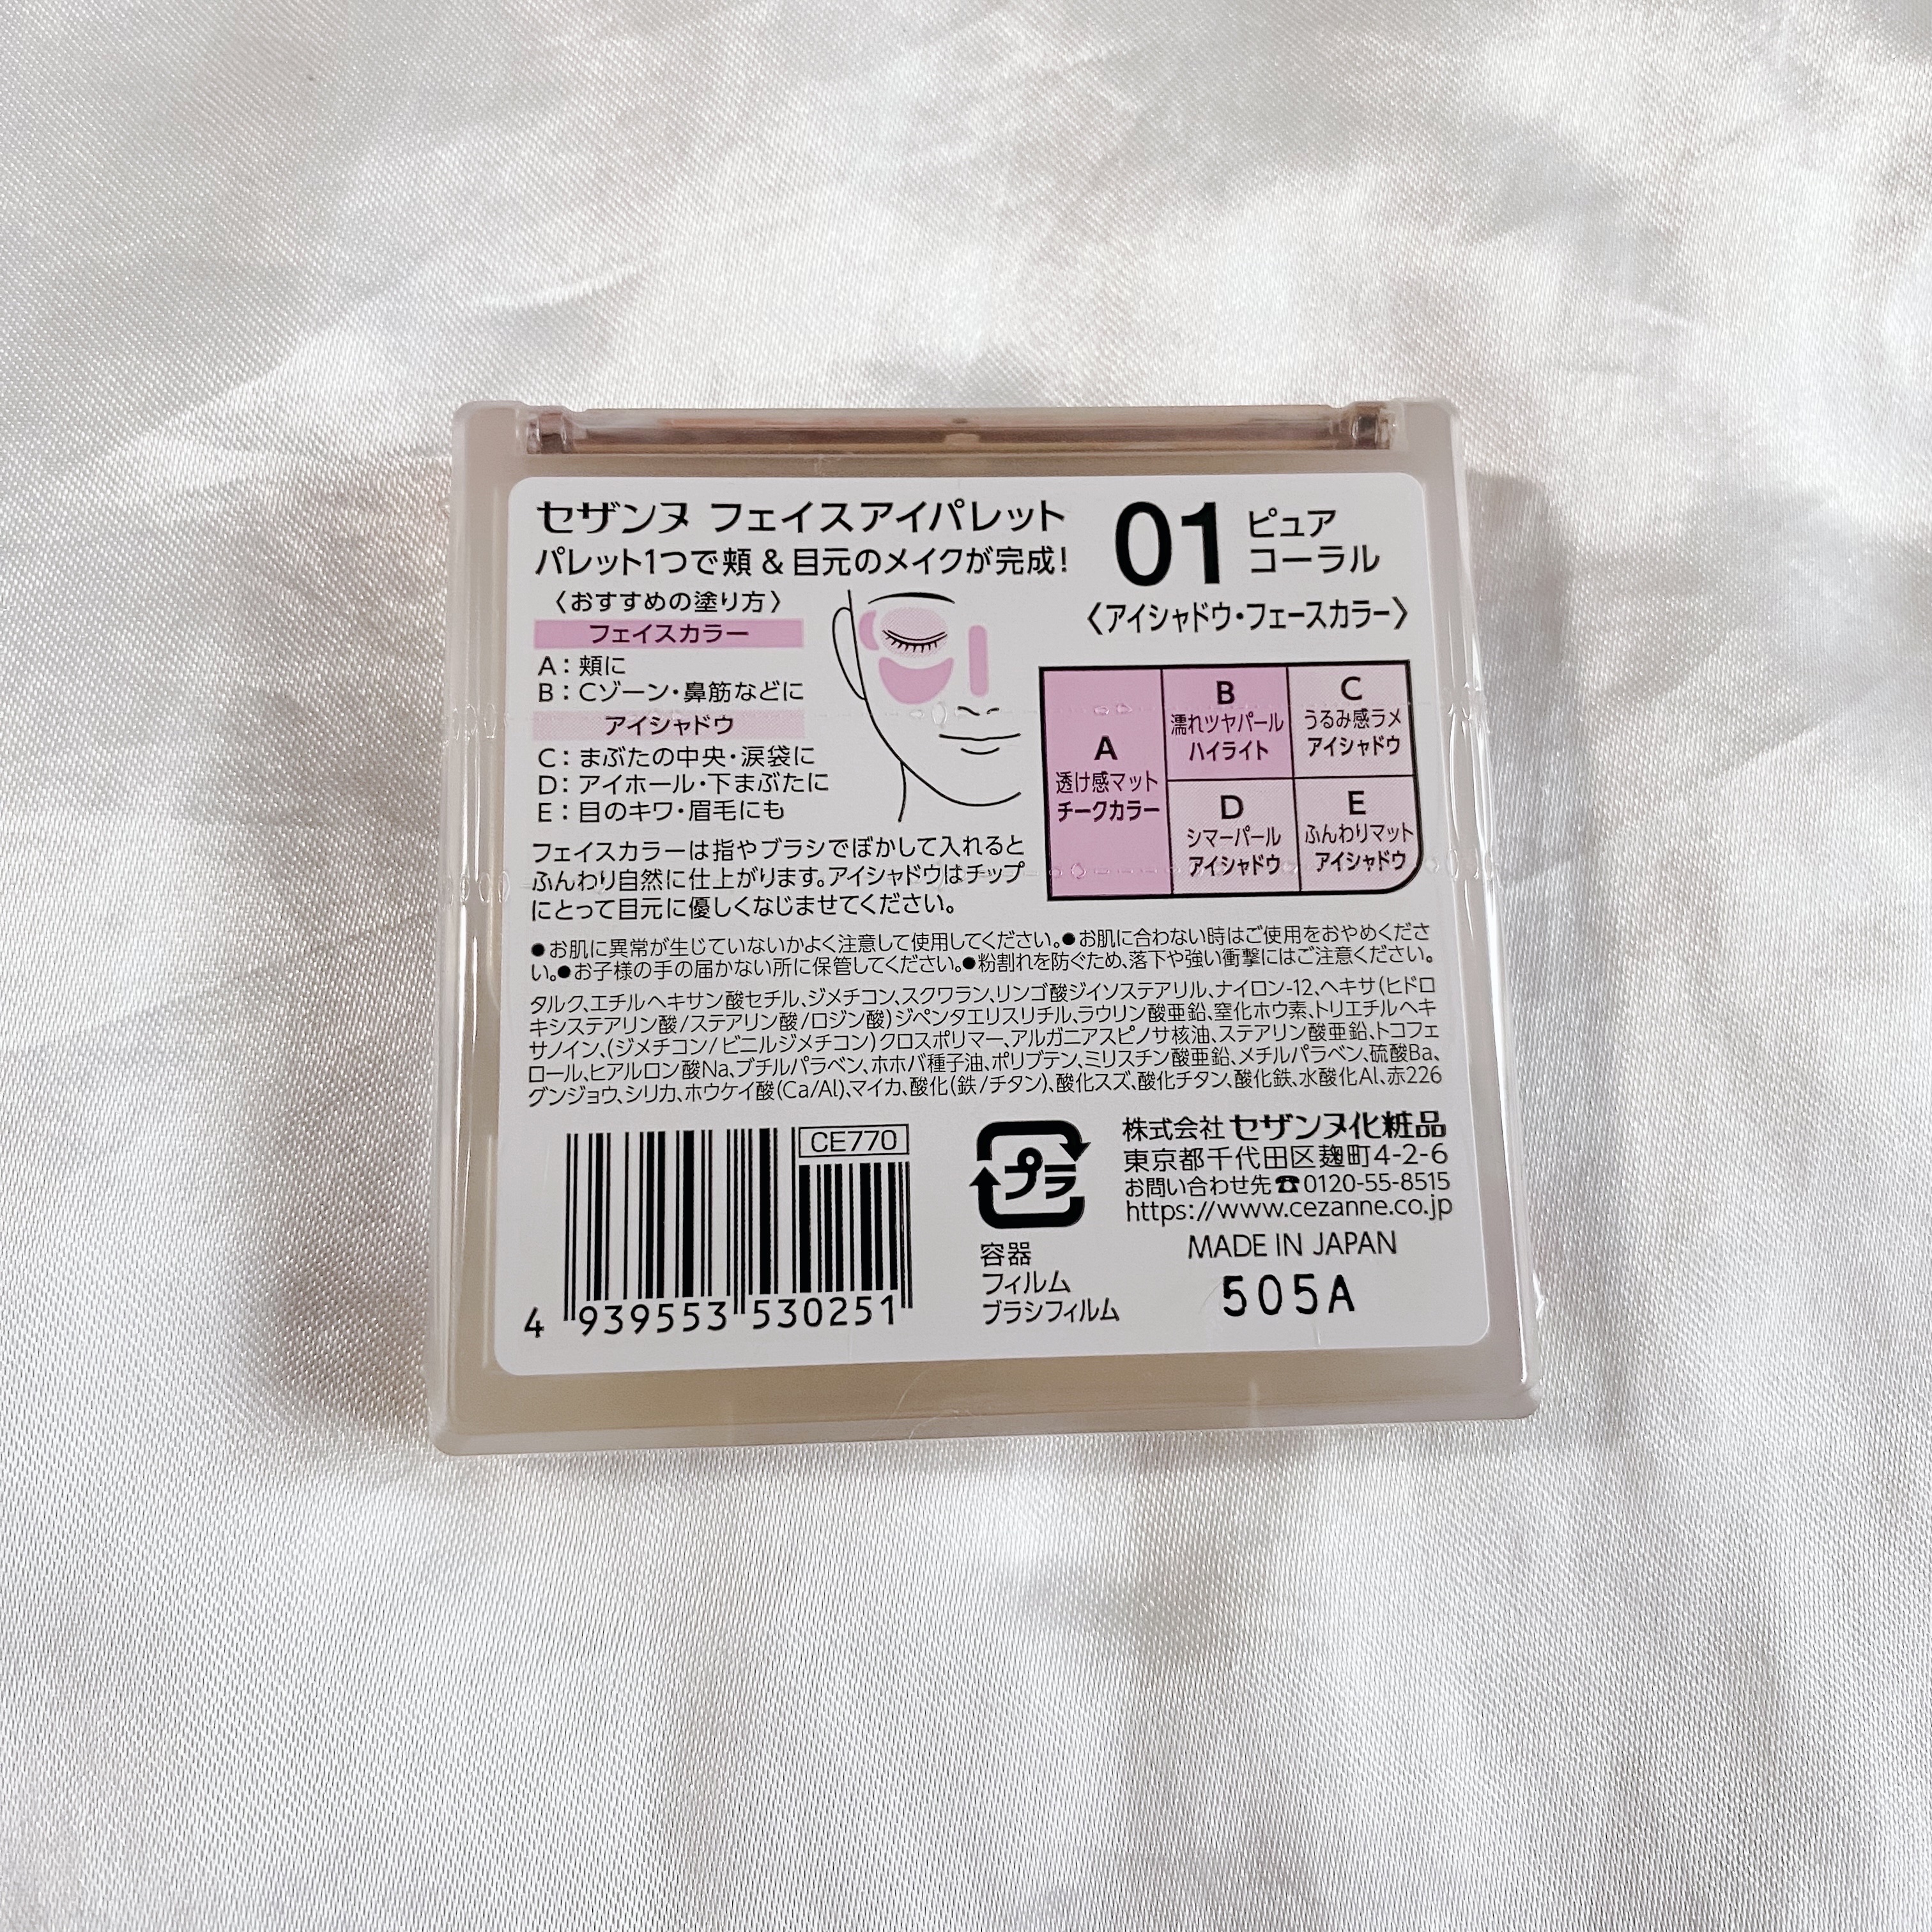 セザンヌ フェイスアイパレット
パレット1つで頬 & 目元のメイクが完成!
01 ピュア
コーラル
〈アイシャドウ・フェースカラー〉
〈おすすめの塗り方〉
フェイスカラー
A：頬に
B：Cゾーン・鼻筋などに
アイシャドウ
C：まぶたの中央・涙袋に
D：アイホール・下まぶたに
E：目のキワ・眉毛にも
フェイスカラーは指やブラシでぼかして入れると
ふんわり自然に仕上がります。アイシャドウはチップ
にとって目元に優しくなじませてください。
A
透け感マット
チークカラー
B
濡れツヤパール
ハイライト
C
うるみ感ラメ
アイシャドウ
D
シマーパール
アイシャドウ
E
ふんわりマット
アイシャドウ
●お肌に異常が生じていないかよく注意して使用してください。●お肌に合わない時はご使用をおやめくださ
い。●お子様の手の届かない所に保管してください。●粉割れを防ぐため、落下や強い衝撃にはご注意ください。
タルク、エチルヘキサン酸セチル、ジメチコン、スクワラン、リンゴ酸ジイソステアリル、ナイロン-12、ヘキサ(ヒドロ
キシステアリン酸/ステアリン酸/ロジン酸)ジペンタエリスリチル、ラウリン酸亜鉛、窒化ホウ素、トリエチルヘキ
サノイン、(ジメチコン/ビニルジメチコン)クロスポリマー、アルガニアスピノサ核油、ステアリン酸亜鉛、トコフェ
ロール、ヒアルロン酸Na、ブチルパラベン、ホホバ種子油、ポリブテン、ミリスチン酸亜鉛、メチルパラベン、硫酸Ba、
グンジョウ、シリカ、ホウケイ酸(Ca/Al)、マイカ、酸化(鉄/チタン)、酸化スズ、酸化チタン、酸化鉄、水酸化Al、赤226
CE770
4 939553 530251
プラ
容器
フィルム
ブラシフィルム
株式会社 セザンヌ化粧品
東京都千代田区麹町4-2-6
お問い合わせ先☎0120-55-8515
https://www.cezanne.co.jp
MADE IN JAPAN
505A